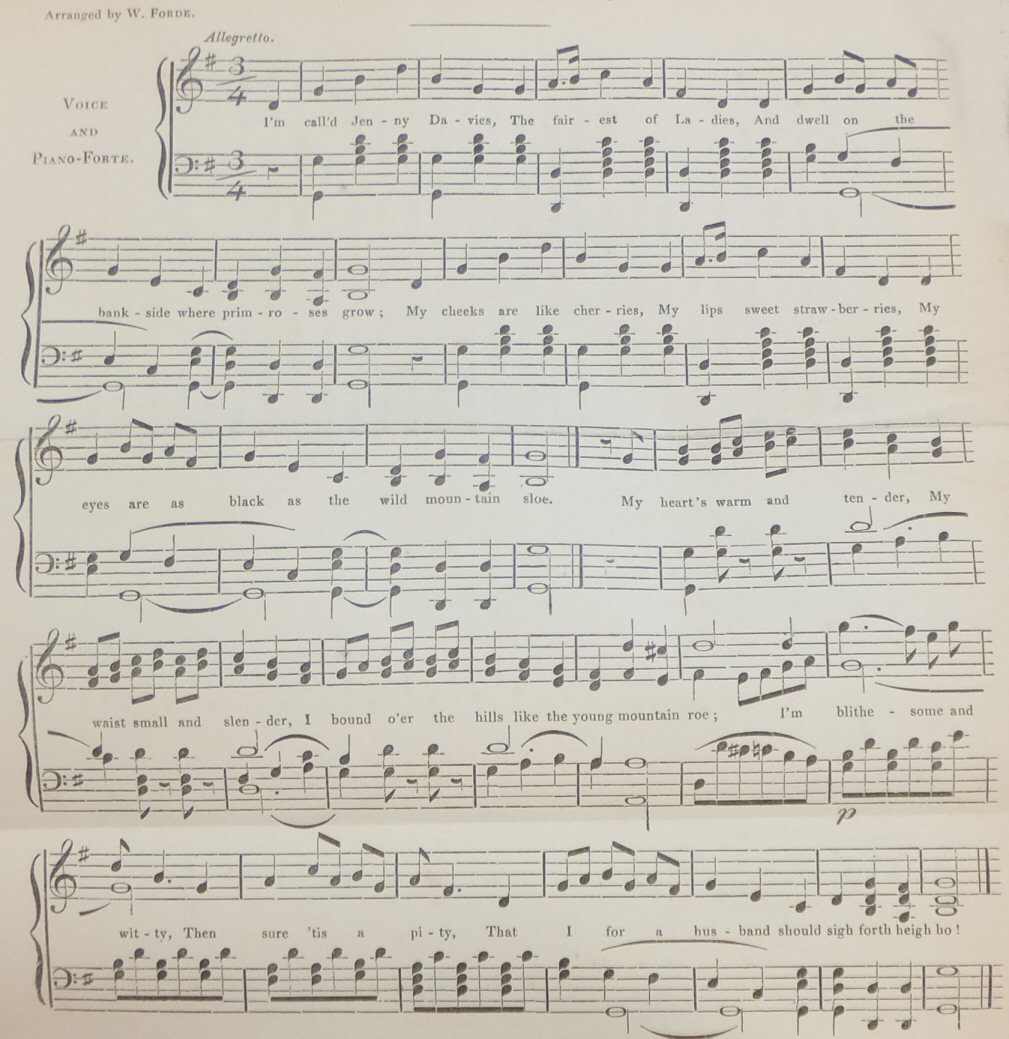 Arranged by W. FORDE.
Allegretto.
VOICE
AND
PIANO-FORTE.
3
4
I'm call'd Jen - ny Da - vies, The fair - est of La - dies, And dwell on the
3
4
bank - side where prim - ro - ses grow; My cheeks are like cher - ries, My lips sweet straw - ber - ries, My
eyes are as black as the wild moun - tain sloe. My heart's warm and ten - der, My
waist small and slen - der, I bound o'er the hills like the young mountain roe; I'm blithe - some and
p
wit - ty, Then sure 'tis a pi - ty, That I for a hus - band should sigh forth heigh ho!